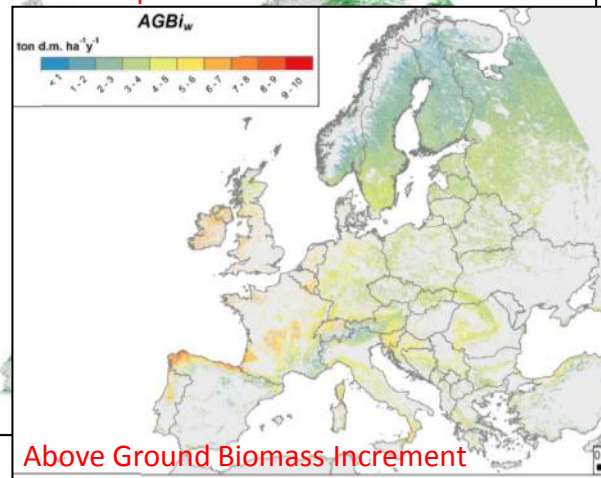 AGBiw
ton d.m. ha⁻¹y⁻¹
< 1
1 - 2
2 - 3
3 - 4
4 - 5
5 - 6
6 - 7
7 - 8
8 - 9
9 - 10
Above Ground Biomass Increment
0